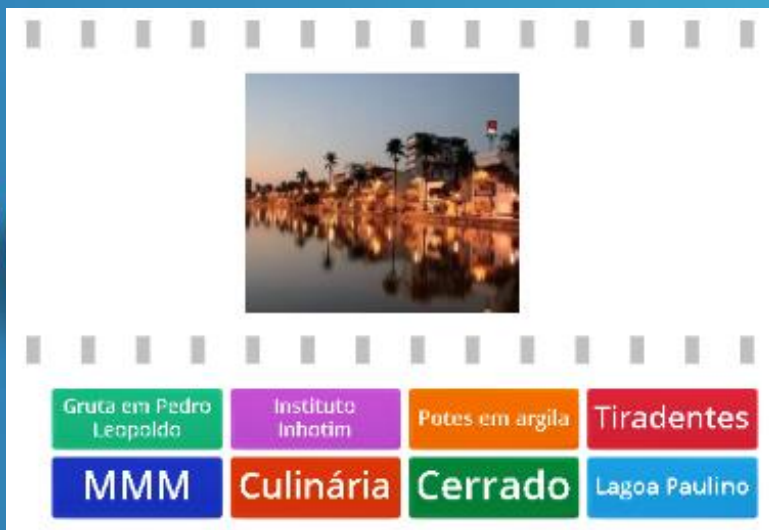 Gruta em Pedro
Leopoldo
Instituto
Inhotim
Potes em argila
Tiradentes
MMM
Culinária
Cerrado
Lagoa Paulino